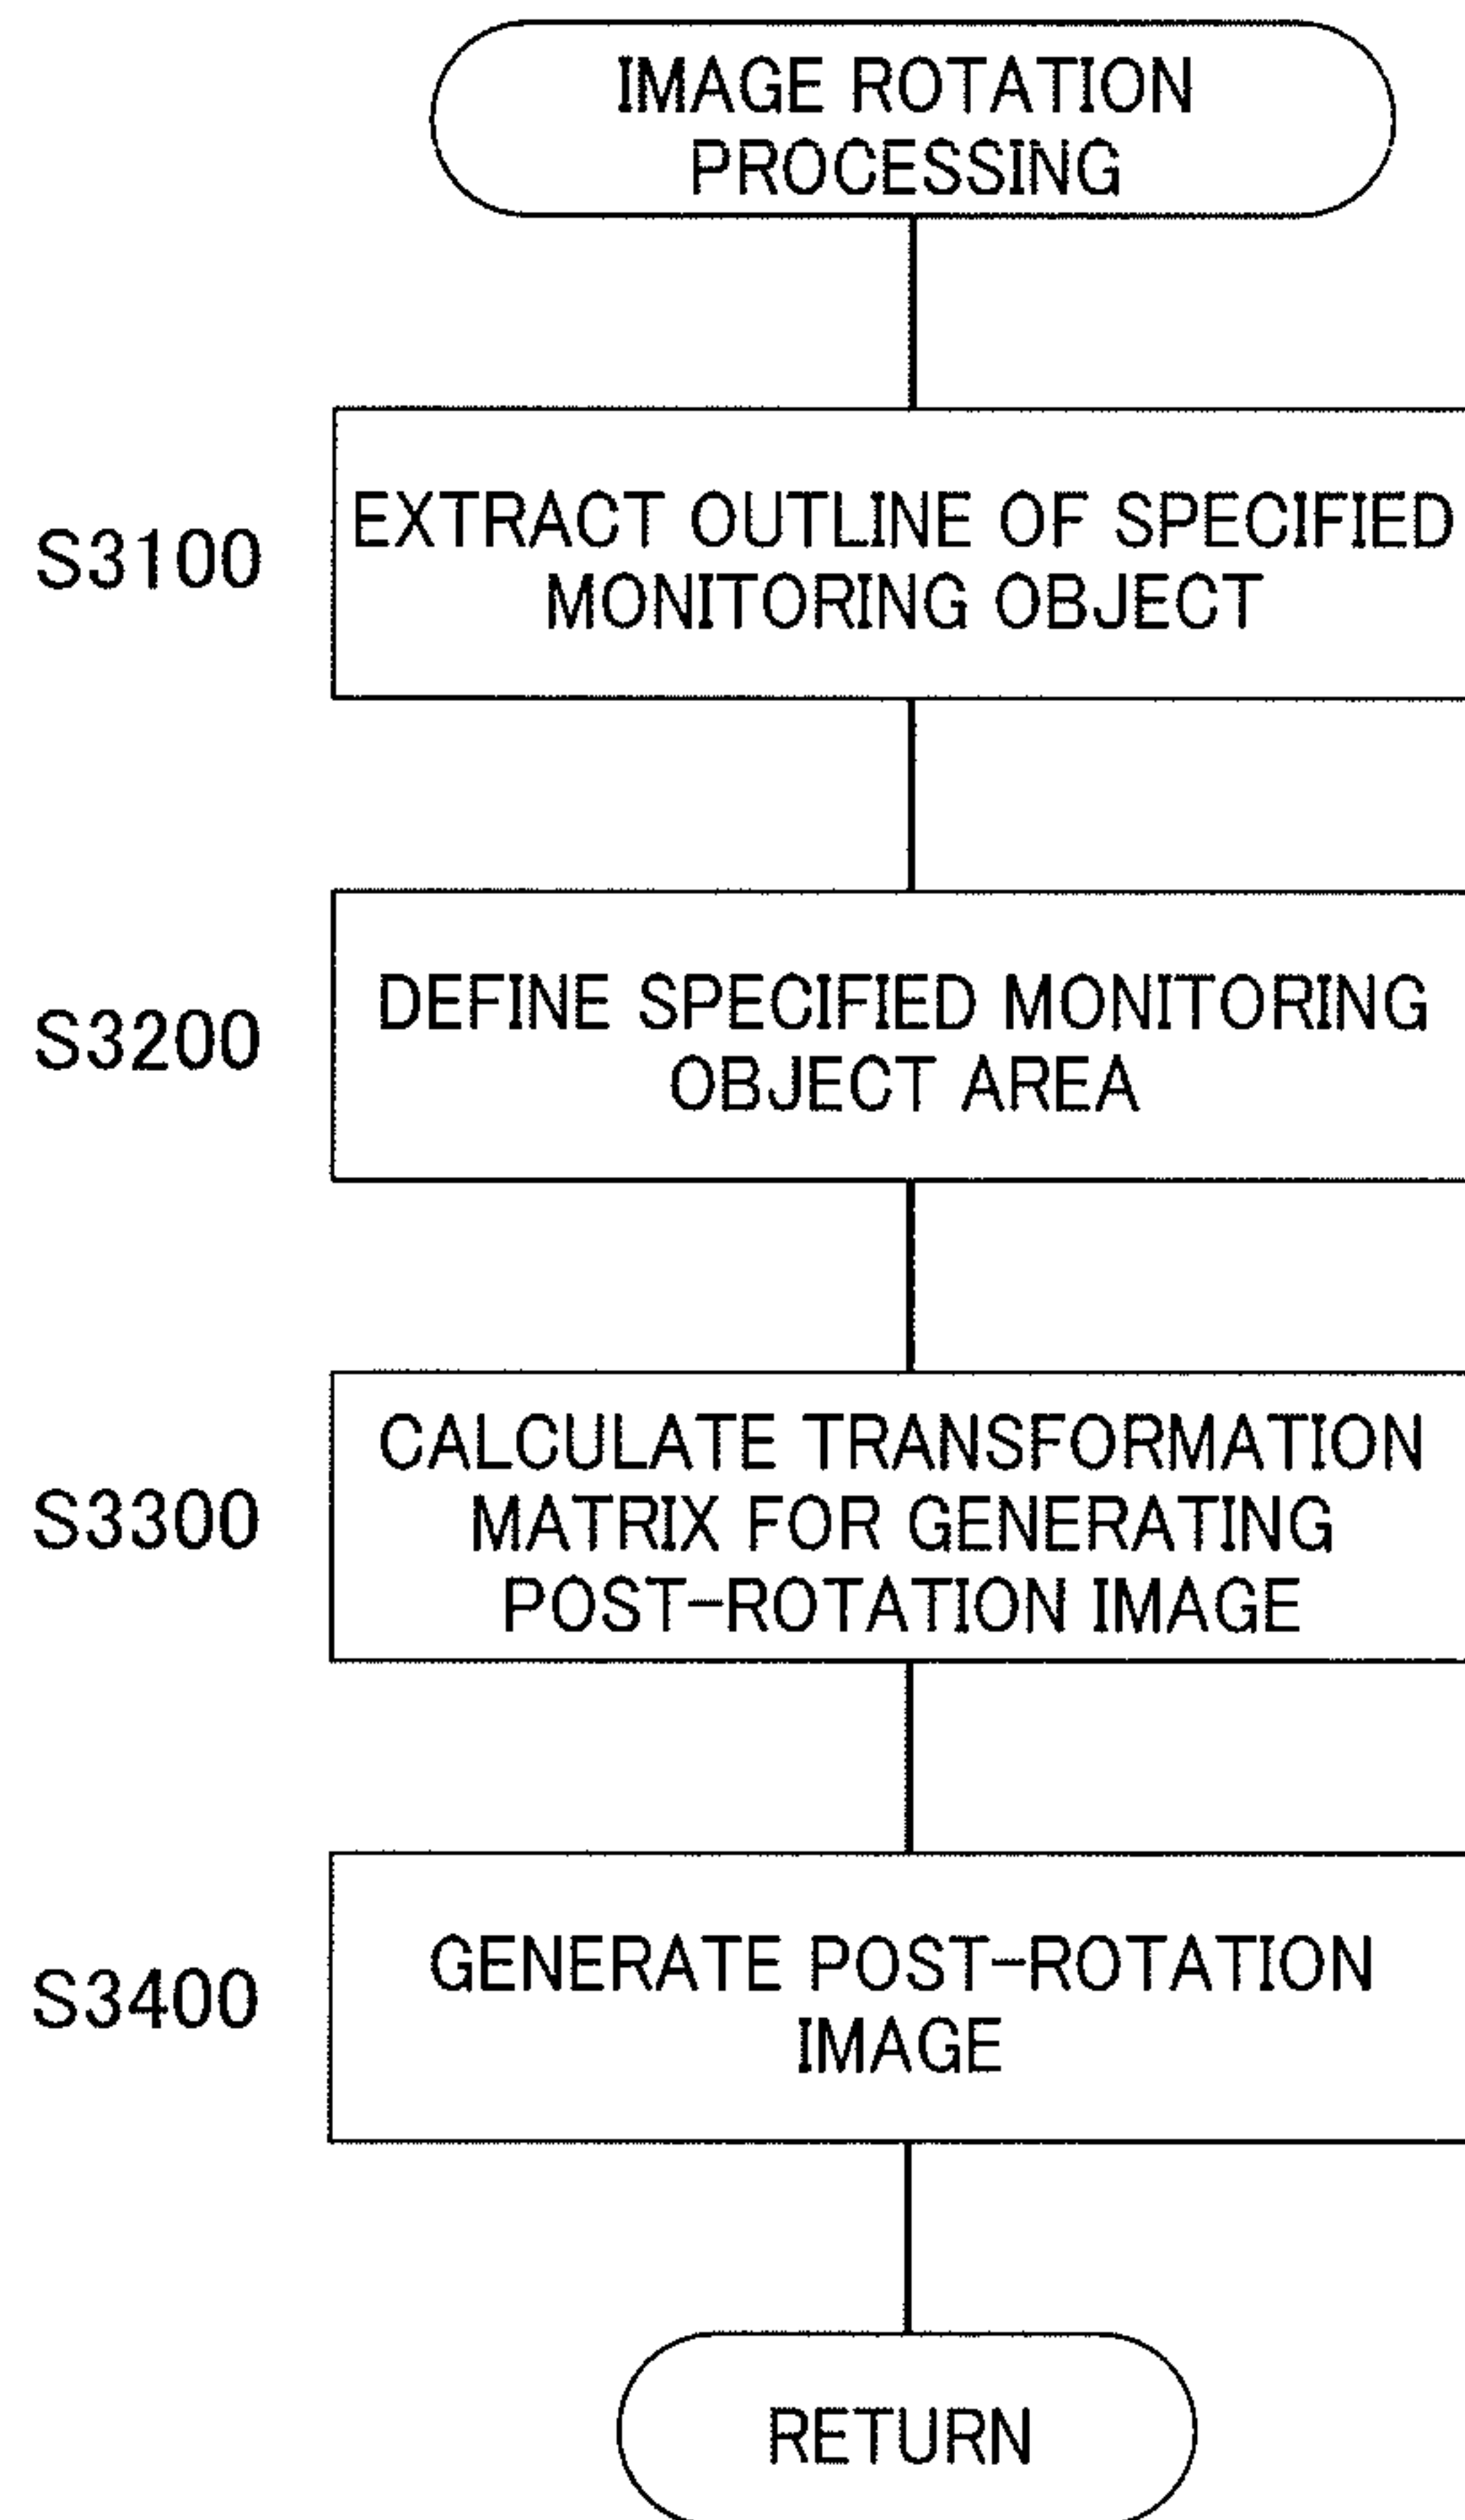 IMAGE ROTATION
PROCESSING
S3100
EXTRACT OUTLINE OF SPECIFIED
MONITORING OBJECT
S3200
DEFINE SPECIFIED MONITORING
OBJECT AREA
S3300
CALCULATE TRANSFORMATION
MATRIX FOR GENERATING
POST-ROTATION IMAGE
S3400
GENERATE POST-ROTATION
IMAGE
RETURN